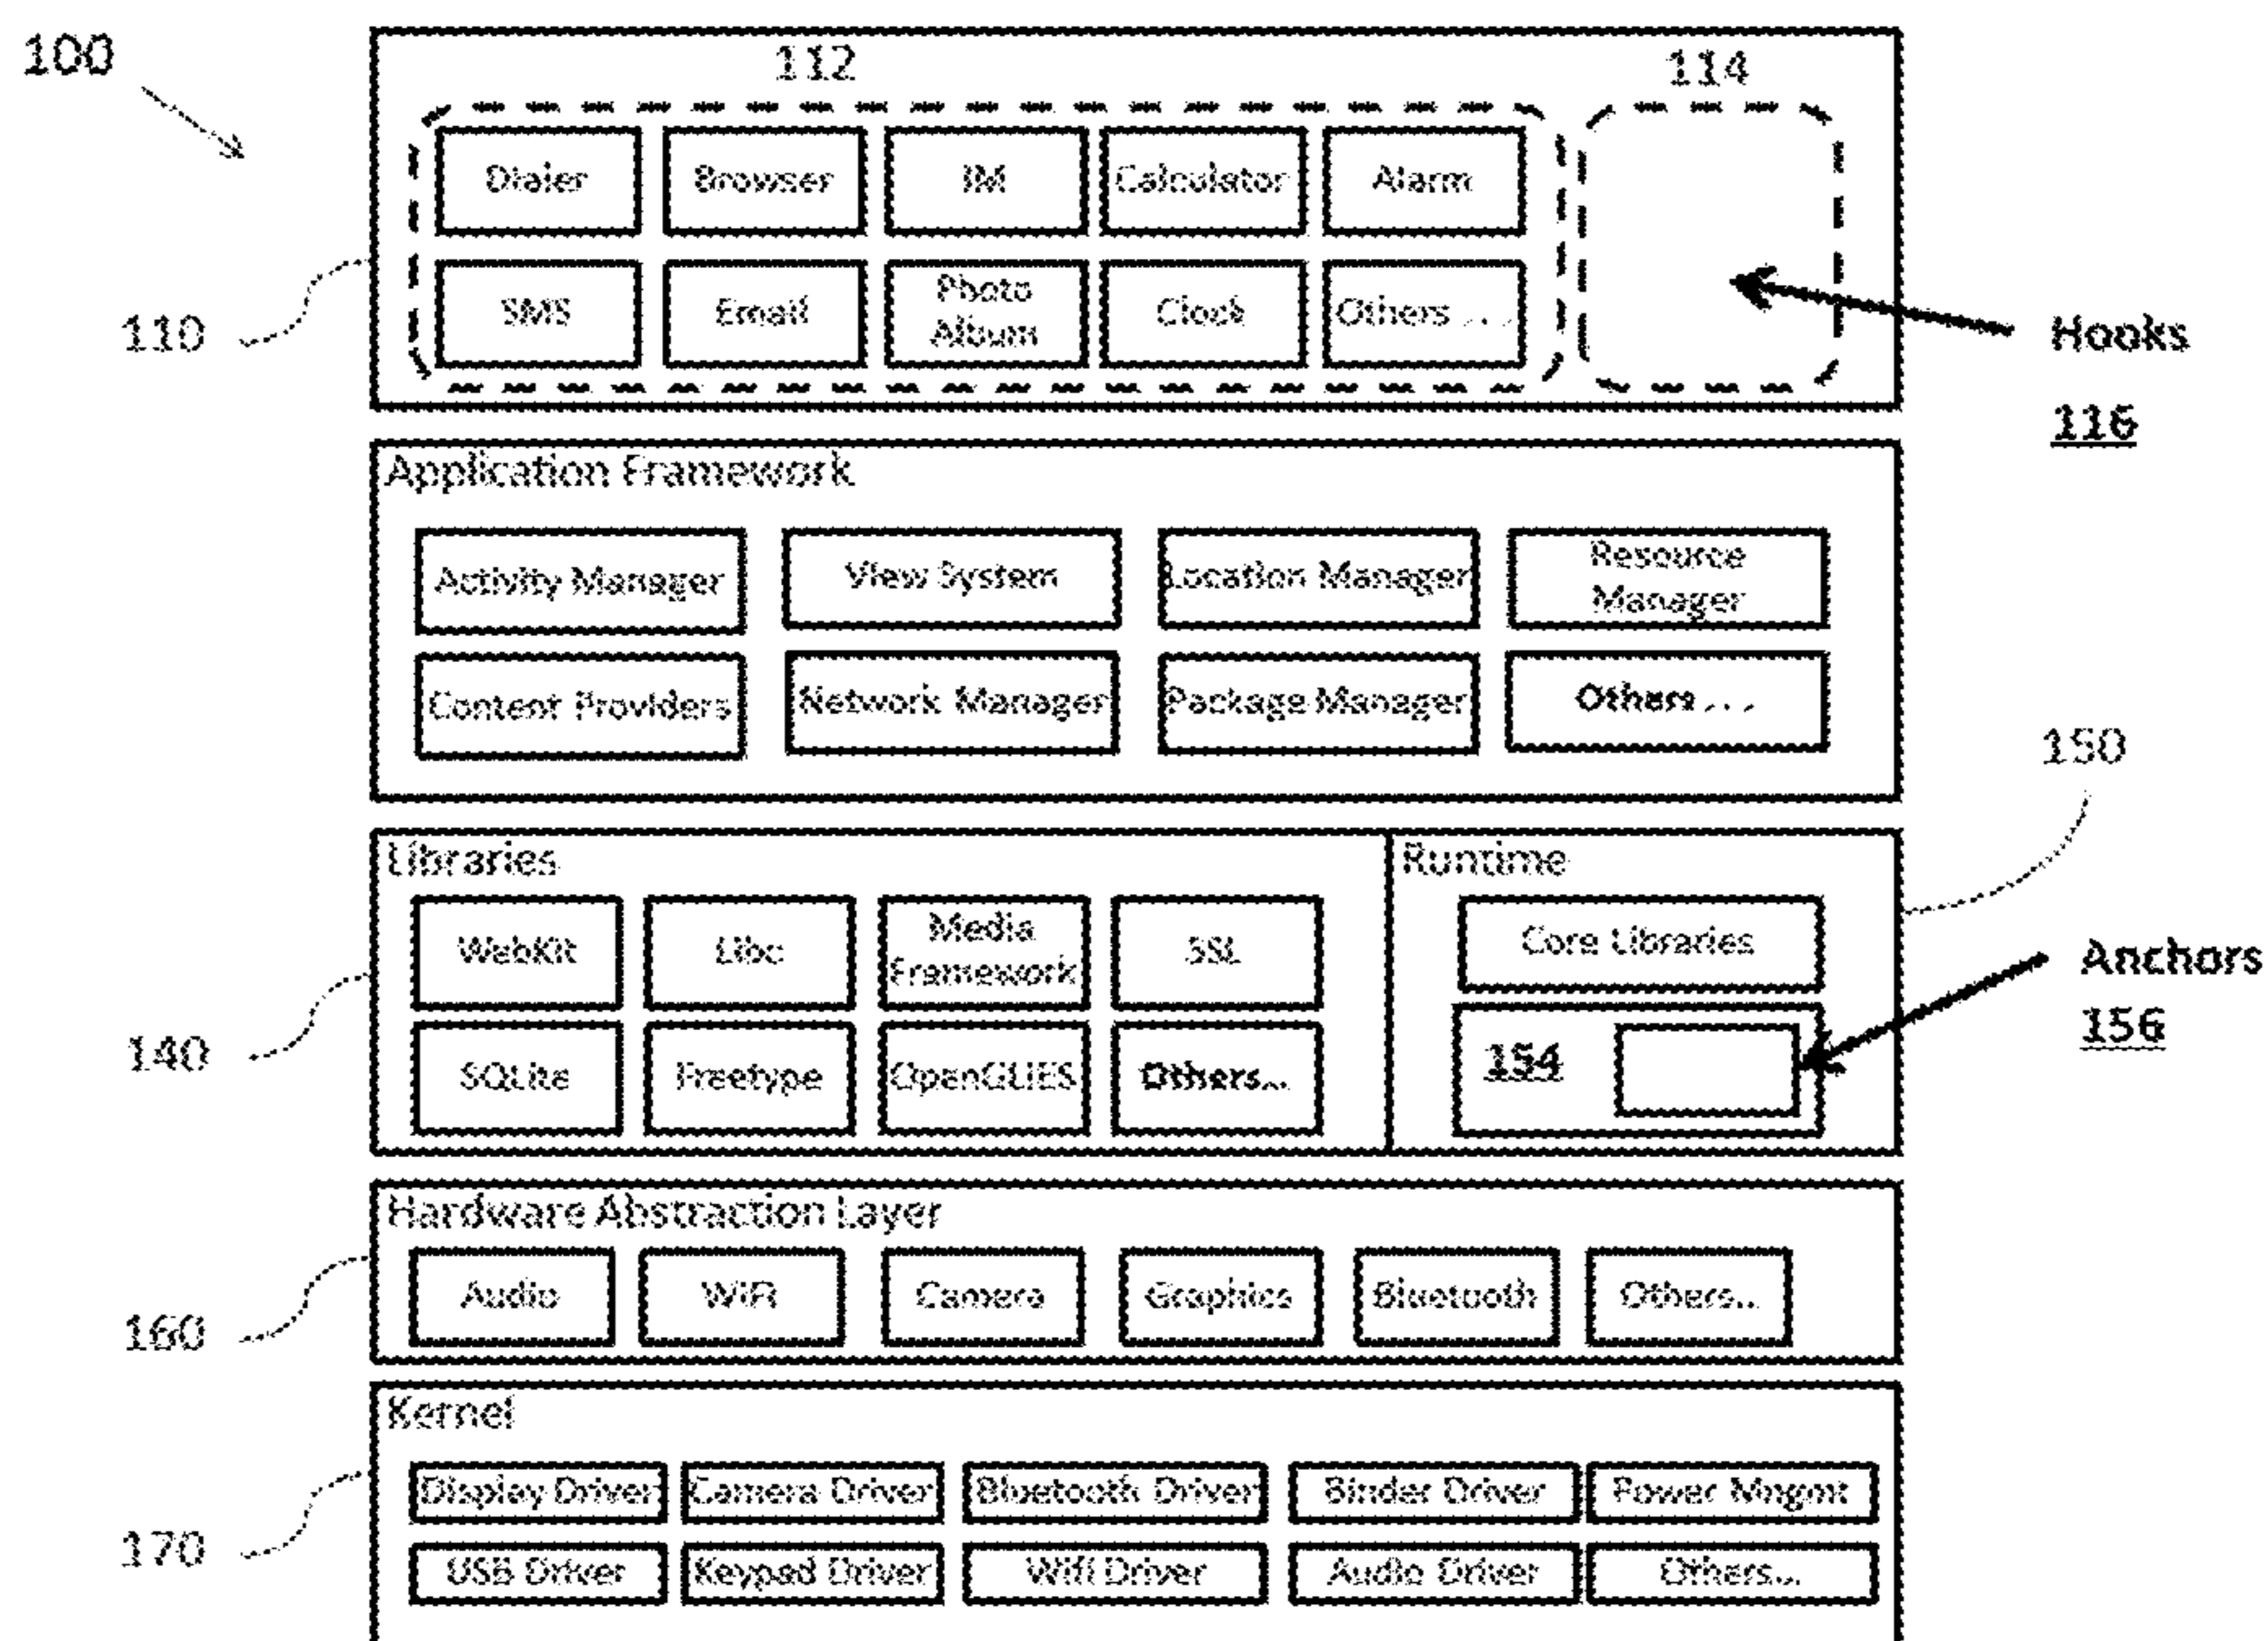 100
112
114
Dialer
Browser
IM
Calculator
Alarm
110
SMS
Email
Photo
Album
Clock
Others ...
Hooks
116
Application Framework
Activity Manager
View System
Location Manager
Resource
Manager
Content Providers
Network Manager
Package Manager
Others ...
150
Libraries
Runtime
WebKit
Libc
Media
Framework
SSL
Core Libraries
Anchors
156
140
SQLite
Freetype
OpenGL|ES
Others...
154
Hardware Abstraction Layer
Audio
WiFi
Camera
Graphics
Bluetooth
Others...
160
Kernel
Display Driver
Camera Driver
Bluetooth Driver
Binder Driver
Power Mngmt
170
USB Driver
Keypad Driver
Wifi Driver
Audio Driver
Others...